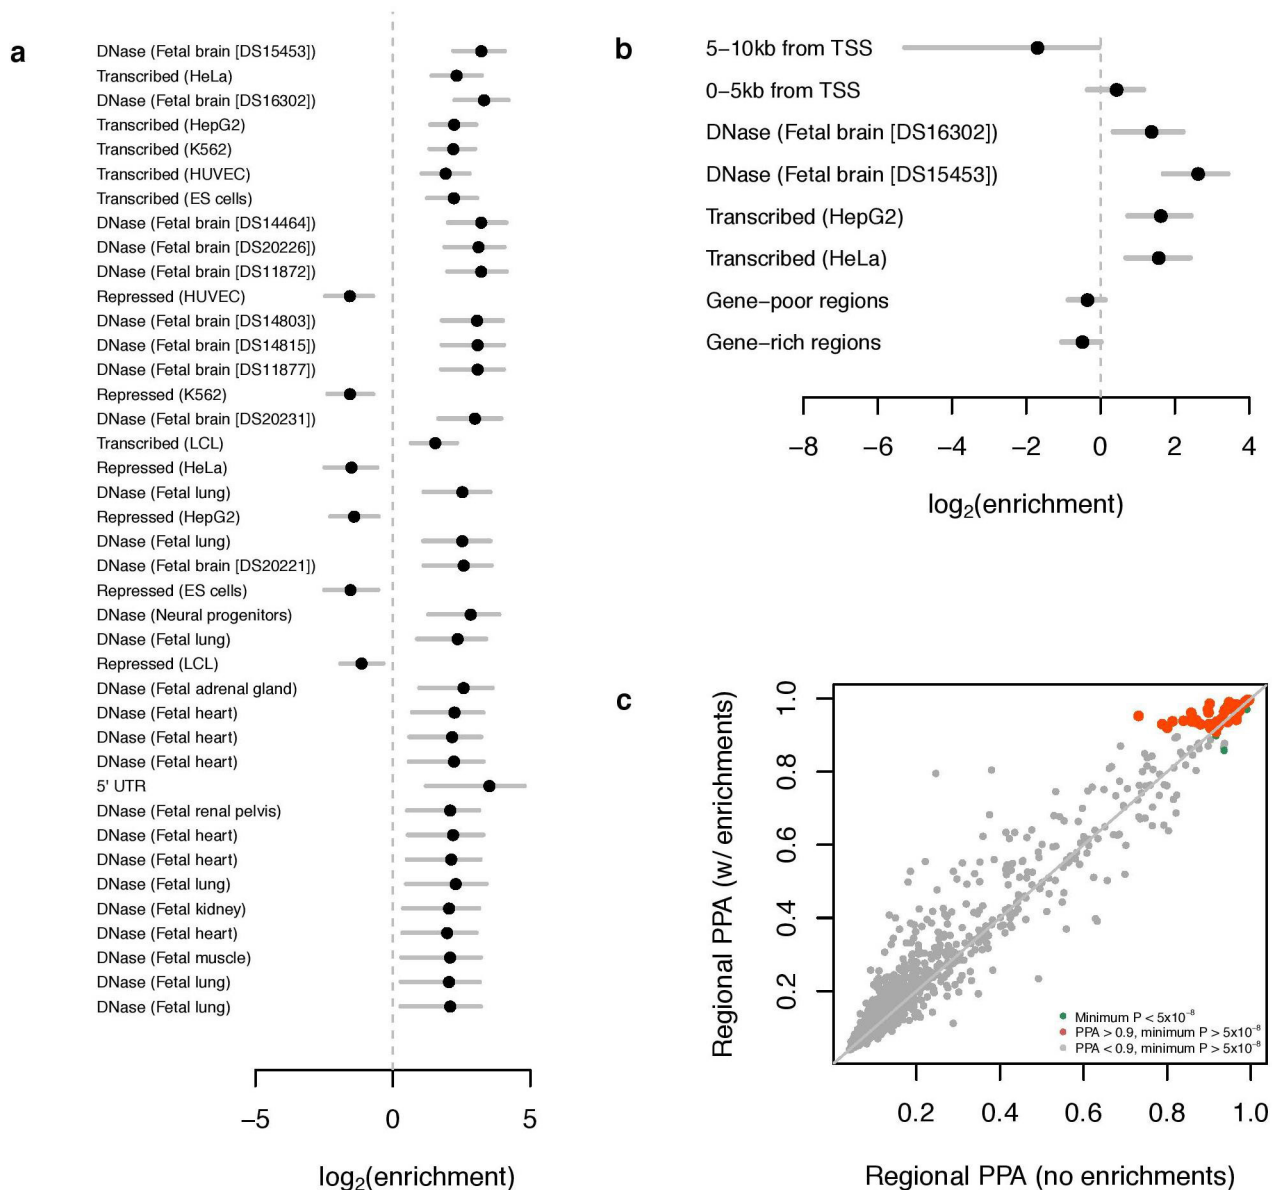 a
DNase (Fetal brain [DS15453])
Transcribed (HeLa)
DNase (Fetal brain [DS16302])
Transcribed (HepG2)
Transcribed (K562)
Transcribed (HUVEC)
Transcribed (ES cells)
DNase (Fetal brain [DS14464])
DNase (Fetal brain [DS20226])
DNase (Fetal brain [DS11872])
Repressed (HUVEC)
DNase (Fetal brain [DS14803])
DNase (Fetal brain [DS14815])
DNase (Fetal brain [DS11877])
Repressed (K562)
DNase (Fetal brain [DS20231])
Transcribed (LCL)
Repressed (HeLa)
DNase (Fetal lung)
Repressed (HepG2)
DNase (Fetal lung)
DNase (Fetal brain [DS20221])
Repressed (ES cells)
DNase (Neural progenitors)
DNase (Fetal lung)
Repressed (LCL)
DNase (Fetal adrenal gland)
DNase (Fetal heart)
DNase (Fetal heart)
DNase (Fetal heart)
5' UTR
DNase (Fetal renal pelvis)
DNase (Fetal heart)
DNase (Fetal heart)
DNase (Fetal lung)
DNase (Fetal kidney)
DNase (Fetal heart)
DNase (Fetal muscle)
DNase (Fetal lung)
DNase (Fetal lung)
−5 0 5
log₂(enrichment)
b
5−10kb from TSS
0−5kb from TSS
DNase (Fetal brain [DS16302])
DNase (Fetal brain [DS15453])
Transcribed (HepG2)
Transcribed (HeLa)
Gene−poor regions
Gene−rich regions
−8 −6 −4 −2 0 2 4
log₂(enrichment)
c
Regional PPA (w/ enrichments)
1.0
0.8
0.6
0.4
0.2
Minimum P < 5x10⁻⁸
PPA > 0.9, minimum P > 5x10⁻⁸
PPA < 0.9, minimum P > 5x10⁻⁸
0.2 0.4 0.6 0.8 1.0
Regional PPA (no enrichments)